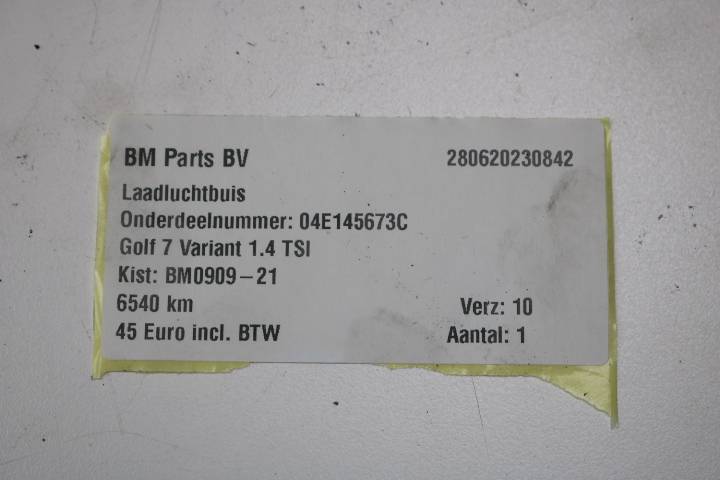 BM Parts BV 280620230842
Laadluchtbuis
Onderdeelnummer: 04E145673C
Golf 7 Variant 1.4 TSI
Kist: BM0909-21
6540 km Verz: 10
45 Euro incl. BTW Aantal: 1